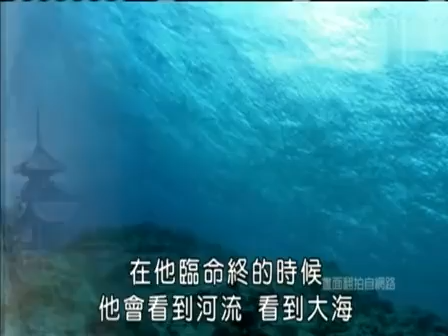 在他臨命終的時候
畫面翻拍自網路
他會看到河流 看到大海